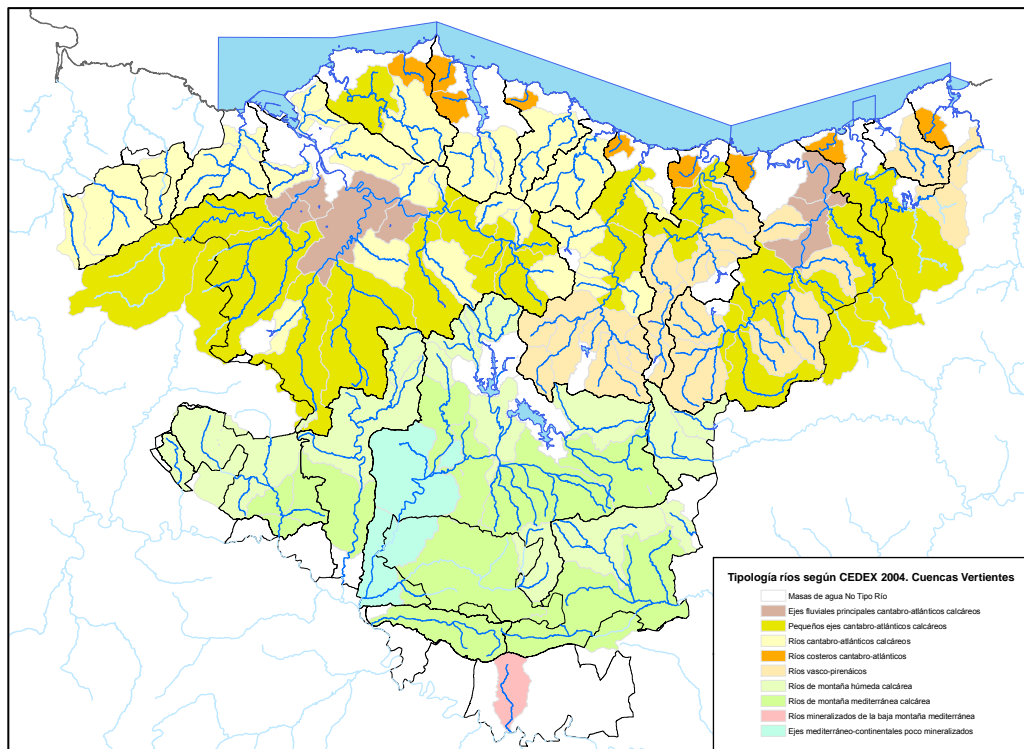 Tipología ríos según CEDEX 2004. Cuencas Vertientes
Masas de agua No Tipo Río
Ejes fluviales principales cantabro-atlánticos calcáreos
Pequeños ejes cantabro-atlánticos calcáreos
Ríos cantabro-atlánticos calcáreos
Ríos costeros cantabro-atlánticos
Ríos vasco-pirenáicos
Ríos de montaña húmeda calcárea
Ríos de montaña mediterránea calcárea
Ríos mineralizados de la baja montaña mediterránea
Ejes mediterráneo-continentales poco mineralizados